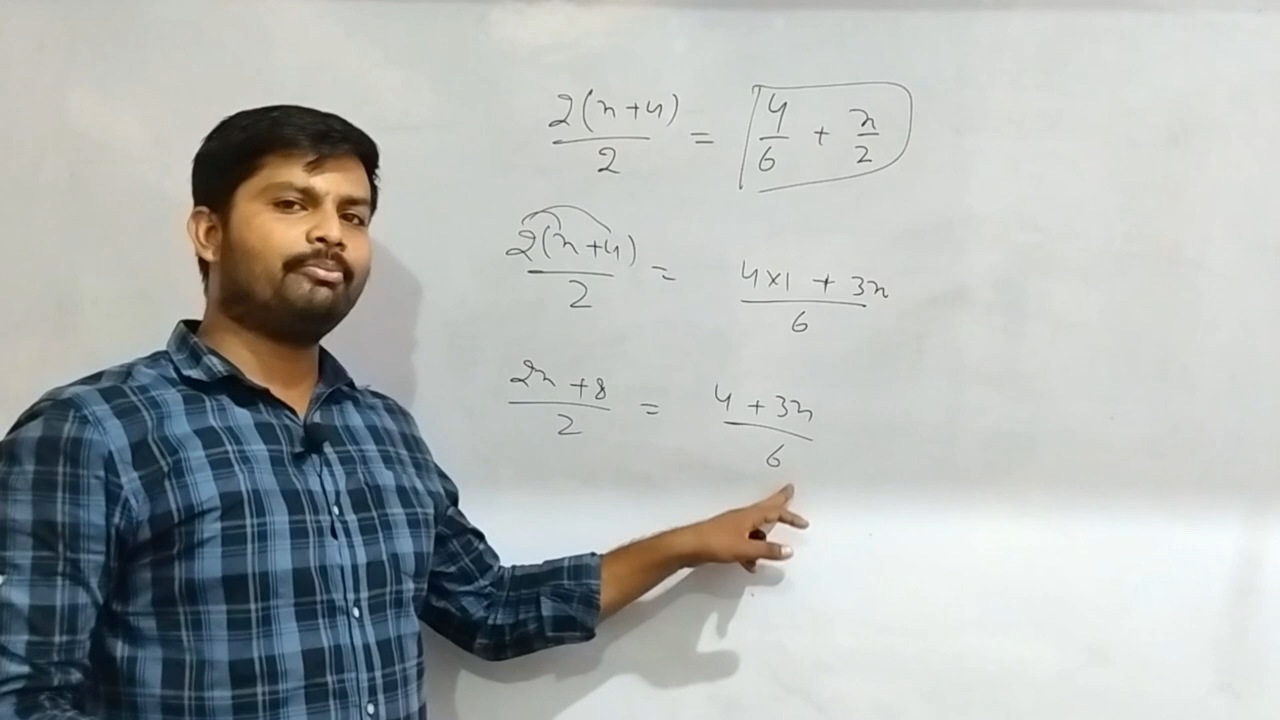 2(x+4)/2 = 4/6 + x/2
2(x+4)/2 = 4×1 + 3x/6
2x+8/2 = 4+3x/6